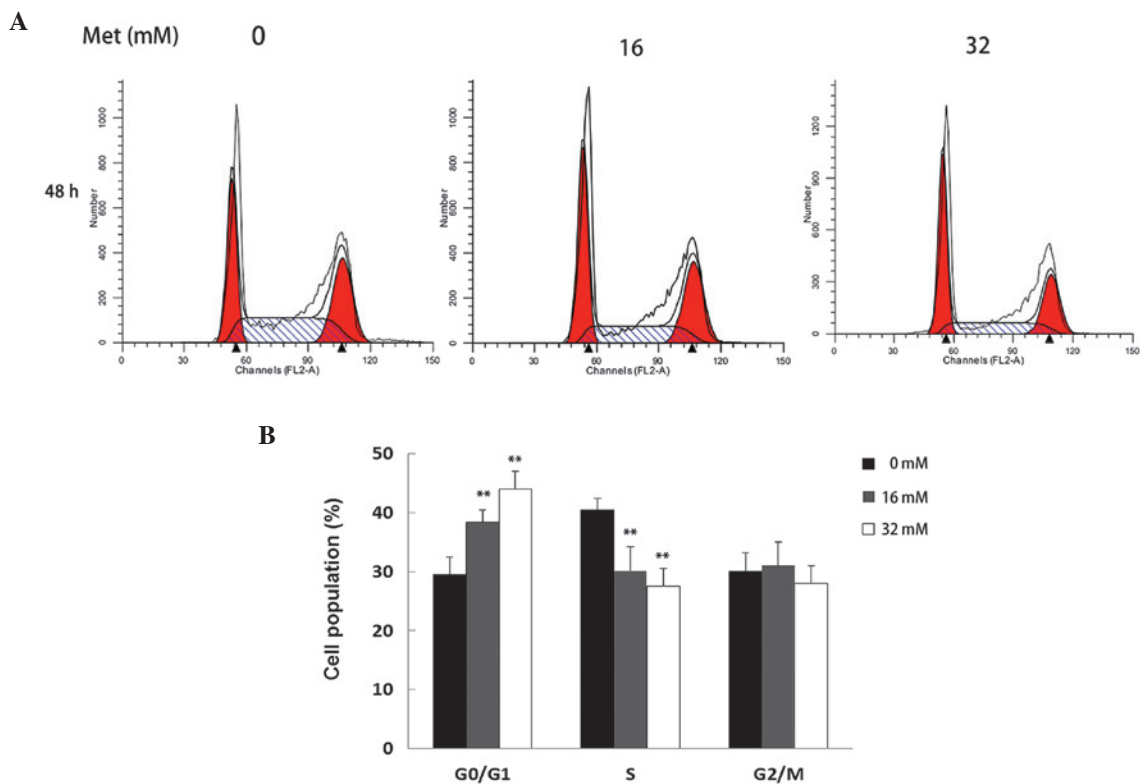 A
Met (mM) 0 16 32
48 h
Number
1000
800
600
400
200
0
0 30 60 90 120 150
Channels (FL2-A)
Number
1000
800
600
400
200
0
0 30 60 90 120 150
Channels (FL2-A)
Number
1200
900
600
300
0
0 30 60 90 120 150
Channels (FL2-A)
B
Cell population (%)
50
40
30
20
10
0
** ** ** **
G0/G1 S G2/M
0 mM
16 mM
32 mM